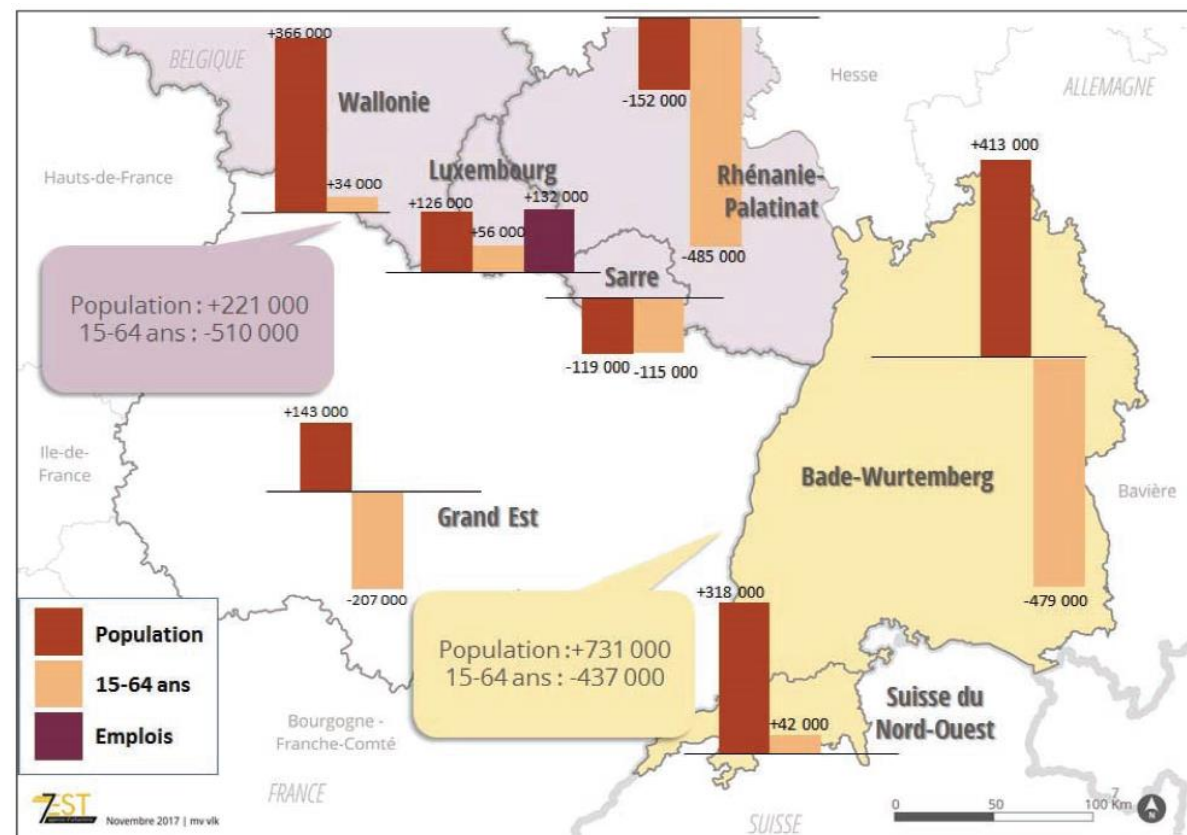 +366 000
BELGIQUE
Wallonie
Hauts-de-France
+34 000
Luxembourg
+126 000
+132 000
+56 000
-152 000
Hesse
ALLEMAGNE
+413 000
Rhénanie-
Palatinat
-485 000
Sarre
-119 000
-115 000
Population : +221 000
15-64 ans : -510 000
+143 000
Ile-de-
France
Grand Est
-207 000
Bade-Wurtemberg
Bavière
-479 000
+318 000
Population :+731 000
15-64 ans : -437 000
+42 000
Suisse du
Nord-Ouest
Bourgogne -
Franche-Comté
FRANCE
SUISSE
Population
15-64 ans
Emplois
7EST
Novembre 2017 | mv vlk
7
0 50 100 Km
N